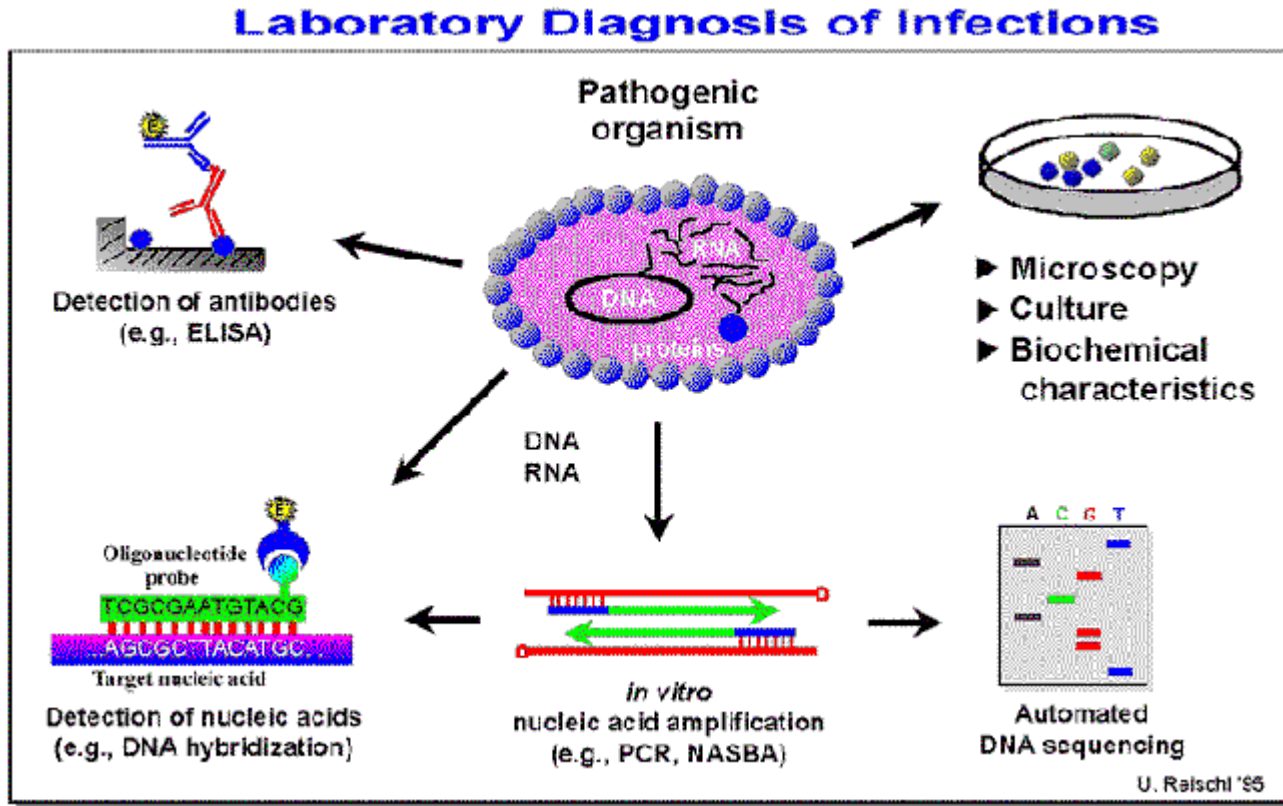 Laboratory Diagnosis of Infections
Pathogenic
organism
E
RNA
DNA
proteins
Detection of antibodies
(e.g., ELISA)
► Microscopy
► Culture
► Biochemical
characteristics
DNA
RNA
E
Oligonucleotide
probe
TCGCGAATGTACG
..AGCGCTTACATGC..
Target nucleic acid
Detection of nucleic acids
(e.g., DNA hybridization)
in vitro
nucleic acid amplification
(e.g., PCR, NASBA)
A C G T
Automated
DNA sequencing
U. Reischl '95